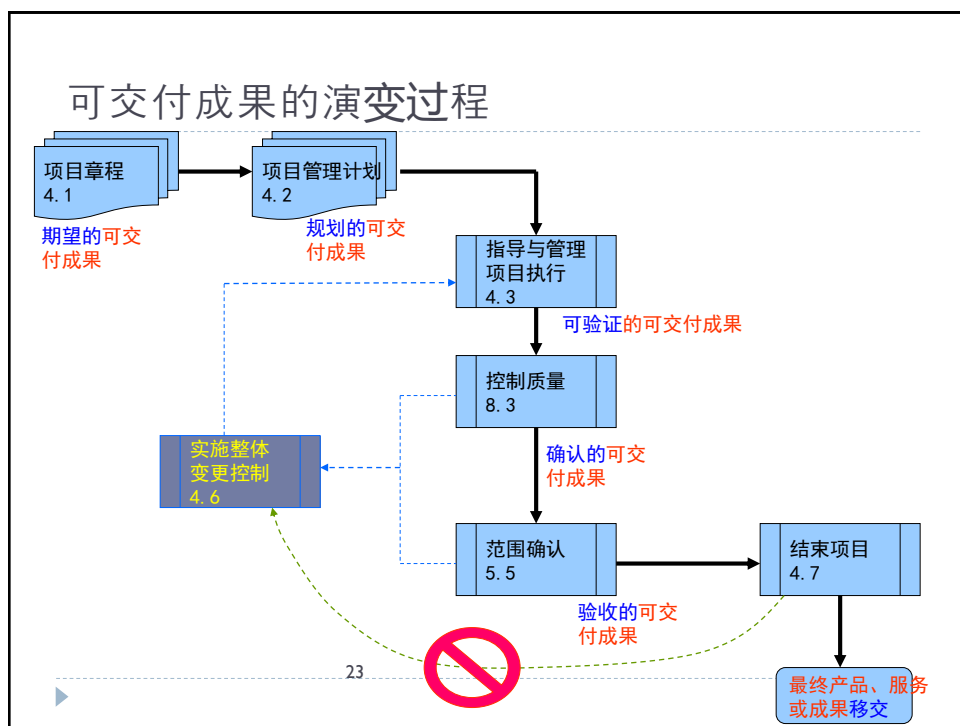 可交付成果的演变过程
项目章程
4.1
项目管理计划
4.2
期望的可交
付成果
规划的可交
付成果
指导与管理
项目执行
4.3
可验证的可交付成果
控制质量
8.3
实施整体
变更控制
4.6
确认的可交
付成果
范围确认
5.5
结束项目
4.7
验收的可交
付成果
23
最终产品、服务
或成果移交